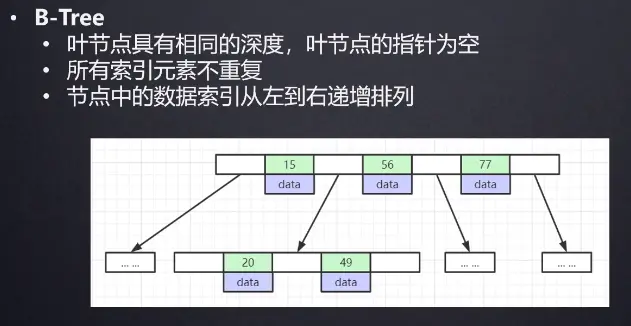 B-Tree
叶节点具有相同的深度，叶节点的指针为空
所有索引元素不重复
节点中的数据索引从左到右递增排列
15 56 77
data data data
... ... 20 49 ... ... ... ...
data data